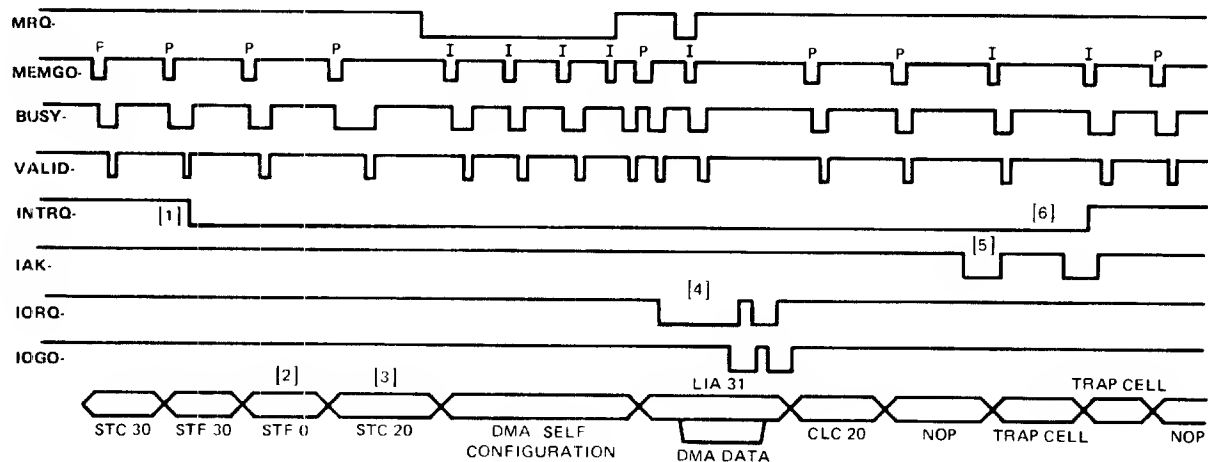 MRQ-
P P P P I I I I P I P P I I P
MEMGO-
BUSY-
VALID-
INTRQ- [1] [6]
IAK- [5]
IORQ- [4]
IOGO-
[2] [3] LIA 31 TRAP CELL
STC 30 STF 30 STF 0 STC 20 DMA SELF CONFIGURATION DMA DATA CLC 20 NOP TRAP CELL NOP